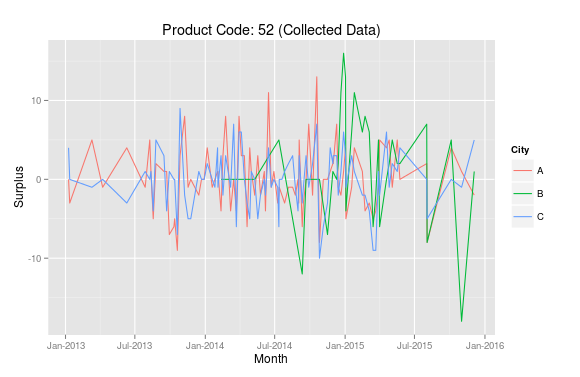 Product Code: 52 (Collected Data)
Surplus
10
0
-10
Jan-2013
Jul-2013
Jan-2014
Jul-2014
Jan-2015
Jul-2015
Jan-2016
Month
City
A
B
C